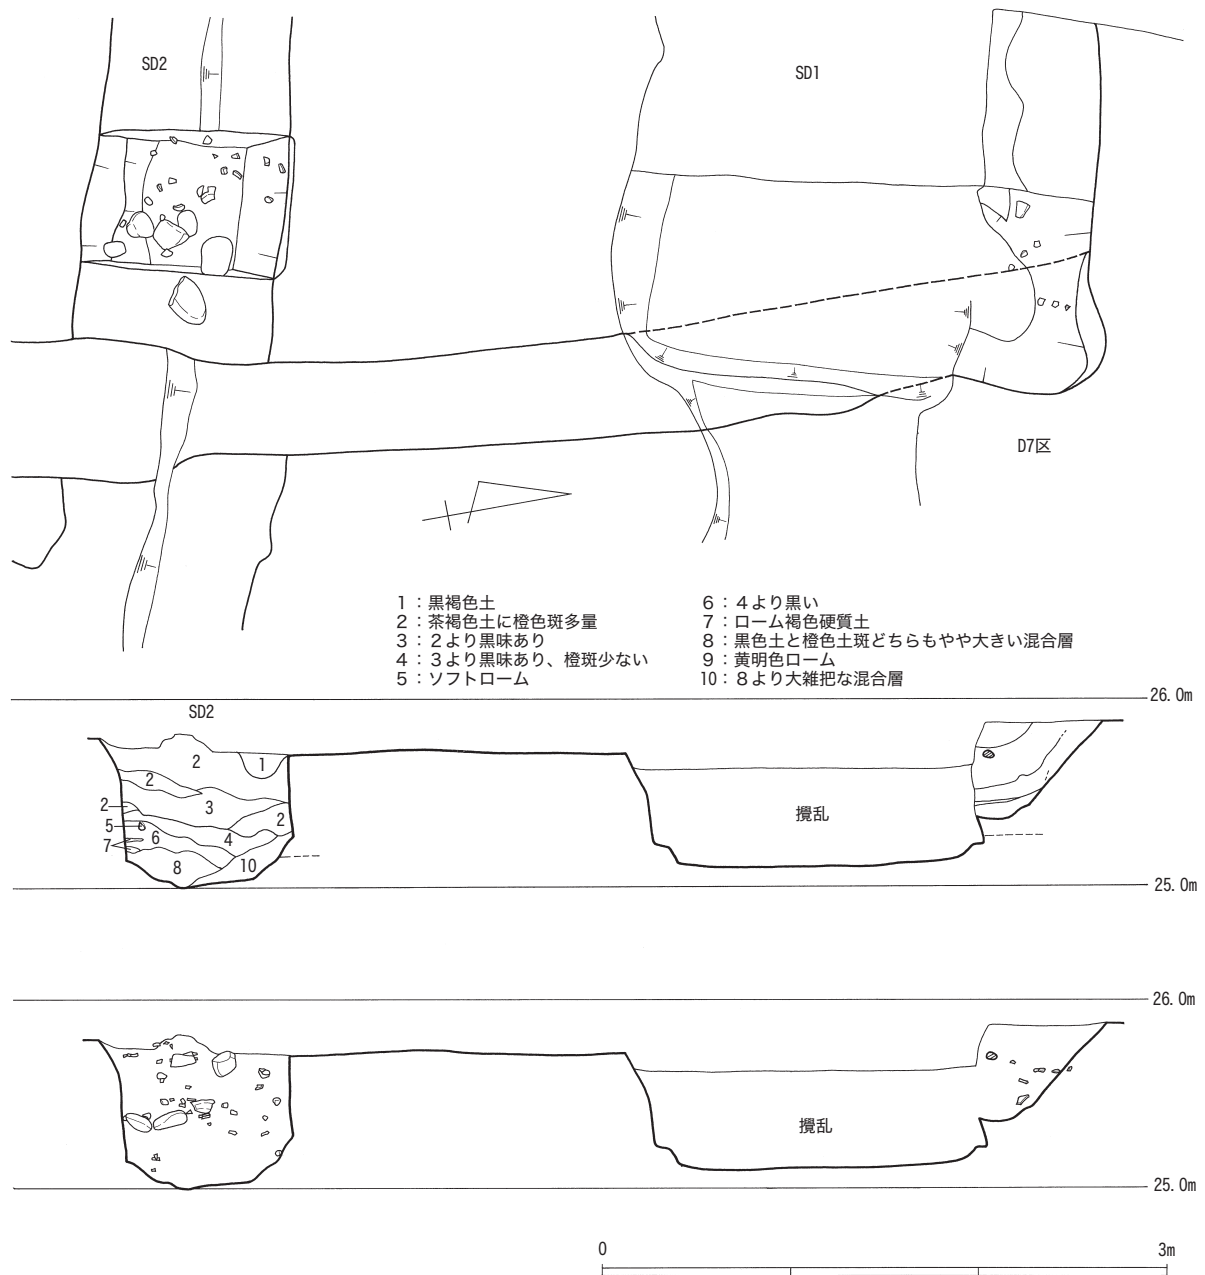 SD2
SD1
D7区
1：黒褐色土
2：茶褐色土に橙色斑多量
3：2より黒味あり
4：3より黒味あり、橙斑少ない
5：ソフトローム
6：4より黒い
7：ローム褐色硬質土
8：黒色土と橙色土斑どちらもやや大きい混合層
9：黄明色ローム
10：8より大雑把な混合層
26.0m
SD2
2
1
2
3
2
2
5
6
4
7
8
10
攪乱
25.0m
26.0m
攪乱
25.0m
0
3m